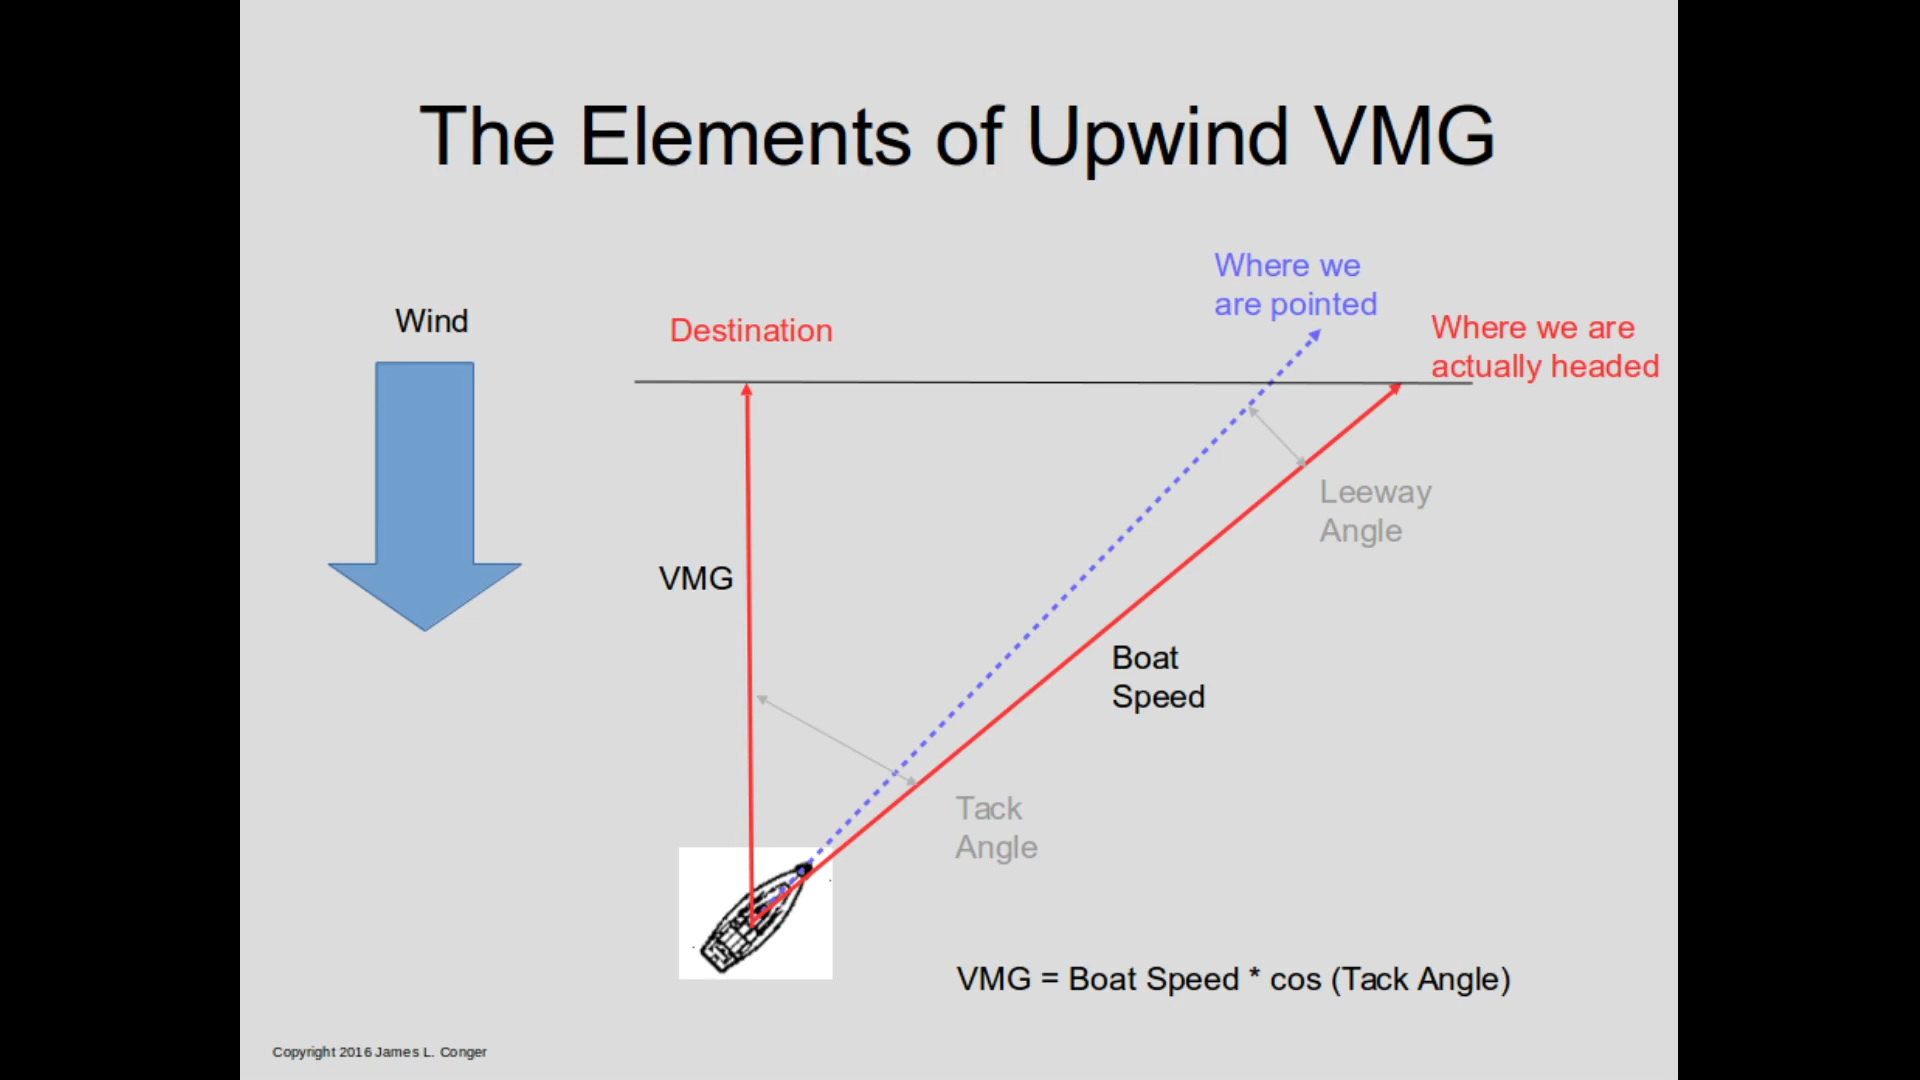 The Elements of Upwind VMG
Where we
are pointed
Wind
Destination
Where we are
actually headed
Leeway
Angle
VMG
Boat
Speed
Tack
Angle
VMG = Boat Speed * cos (Tack Angle)
Copyright 2016 James L. Conger